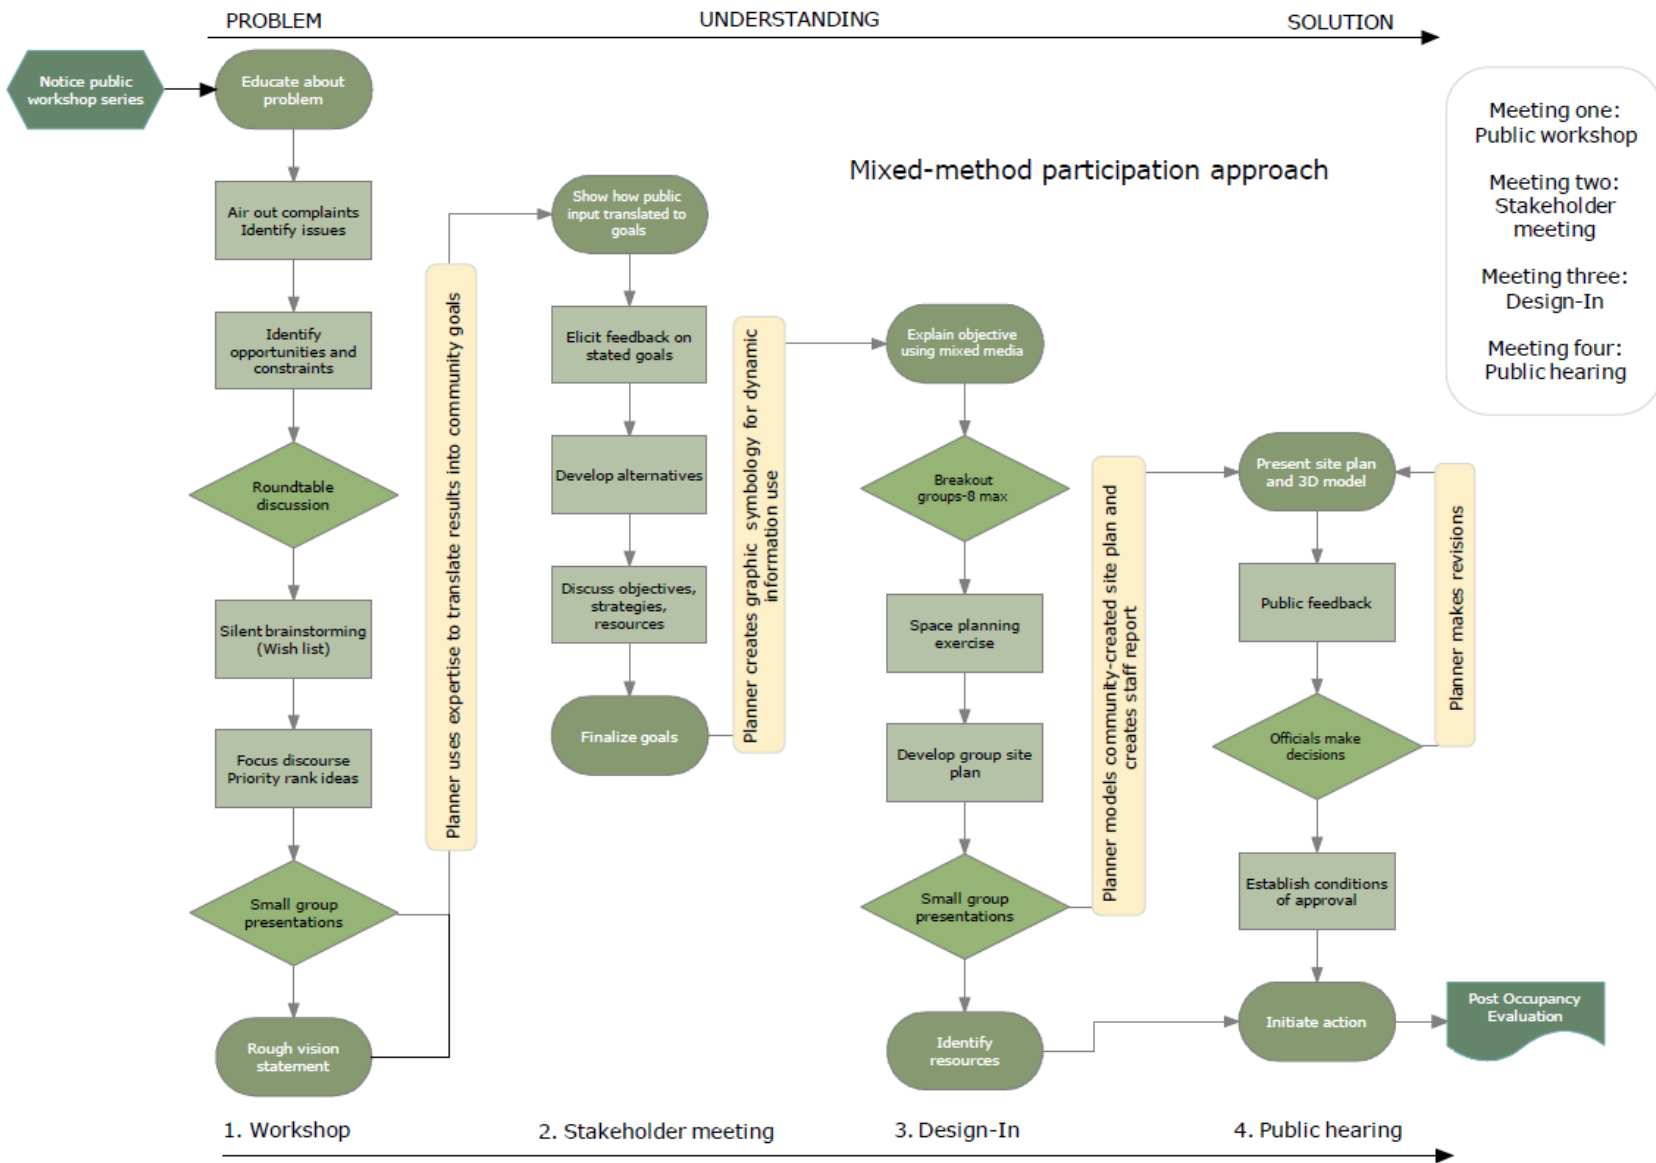 PROBLEM
UNDERSTANDING
SOLUTION
Notice public
workshop series
Educate about
problem
Air out complaints
Identify issues
Identify
opportunities and
constraints
Roundtable
discussion
Silent brainstorming
(Wish list)
Focus discourse
Priority rank ideas
Small group
presentations
Rough vision
statement
Planner uses expertise to translate results into community goals
Show how public
input translated to
goals
Elicit feedback on
stated goals
Develop alternatives
Discuss objectives,
strategies,
resources
Finalize goals
Planner creates graphic symbology for dynamic
information use
Mixed-method participation approach
Explain objective
using mixed media
Breakout
groups-8 max
Space planning
exercise
Develop group site
plan
Small group
presentations
Identify
resources
Planner models community-created site plan and
creates staff report
Present site plan
and 3D model
Public feedback
Officials make
decisions
Establish conditions
of approval
Initiate action
Planner makes revisions
Post Occupancy
Evaluation
Meeting one:
Public workshop
Meeting two:
Stakeholder
meeting
Meeting three:
Design-In
Meeting four:
Public hearing
1. Workshop
2. Stakeholder meeting
3. Design-In
4. Public hearing